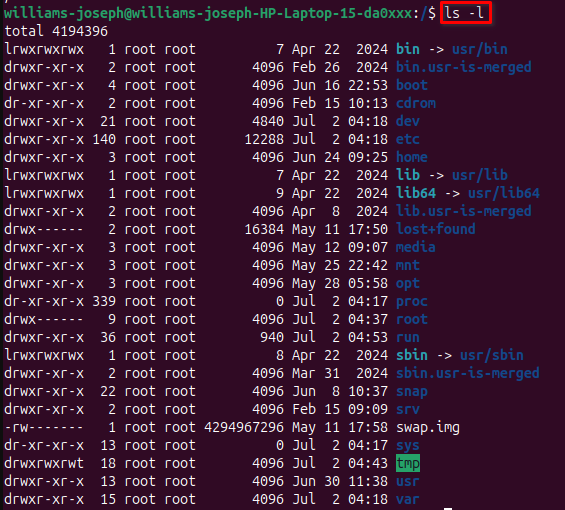 williams-joseph@williams-joseph-HP-Laptop-15-da0xxx:/$ ls -l
total 4194396
lrwxrwxrwx   1 root root          7 Apr 22  2024 bin -> usr/bin
drwxr-xr-x   2 root root       4096 Feb 26  2024 bin.usr-is-merged
drwxr-xr-x   4 root root       4096 Jun 16 22:53 boot
dr-xr-xr-x   2 root root       4096 Feb 15 10:13 cdrom
drwxr-xr-x  21 root root       4840 Jul  2 04:18 dev
drwxr-xr-x 140 root root      12288 Jul  2 04:18 etc
drwxr-xr-x   3 root root       4096 Jun 24 09:25 home
lrwxrwxrwx   1 root root          7 Apr 22  2024 lib -> usr/lib
lrwxrwxrwx   1 root root          9 Apr 22  2024 lib64 -> usr/lib64
drwxr-xr-x   2 root root       4096 Apr  8  2024 lib.usr-is-merged
drwx------   2 root root      16384 May 11 17:50 lost+found
drwxr-xr-x   3 root root       4096 May 12 09:07 media
drwxr-xr-x   3 root root       4096 May 25 22:42 mnt
drwxr-xr-x   3 root root       4096 May 28 05:58 opt
dr-xr-xr-x 339 root root          0 Jul  2 04:17 proc
drwx------   9 root root       4096 Jul  2 04:37 root
drwxr-xr-x  36 root root        940 Jul  2 04:53 run
lrwxrwxrwx   1 root root          8 Apr 22  2024 sbin -> usr/sbin
drwxr-xr-x   2 root root       4096 Mar 31  2024 sbin.usr-is-merged
drwxr-xr-x  22 root root       4096 Jun  8 10:37 snap
drwxr-xr-x   2 root root       4096 Feb 15 09:09 srv
-rw-------   1 root root 4294967296 May 11 17:58 swap.img
dr-xr-xr-x  13 root root          0 Jul  2 04:17 sys
drwxrwxrwt  18 root root       4096 Jul  2 04:43 tmp
drwxr-xr-x  13 root root       4096 Jun 30 11:38 usr
drwxr-xr-x  15 root root       4096 Jul  2 04:18 var